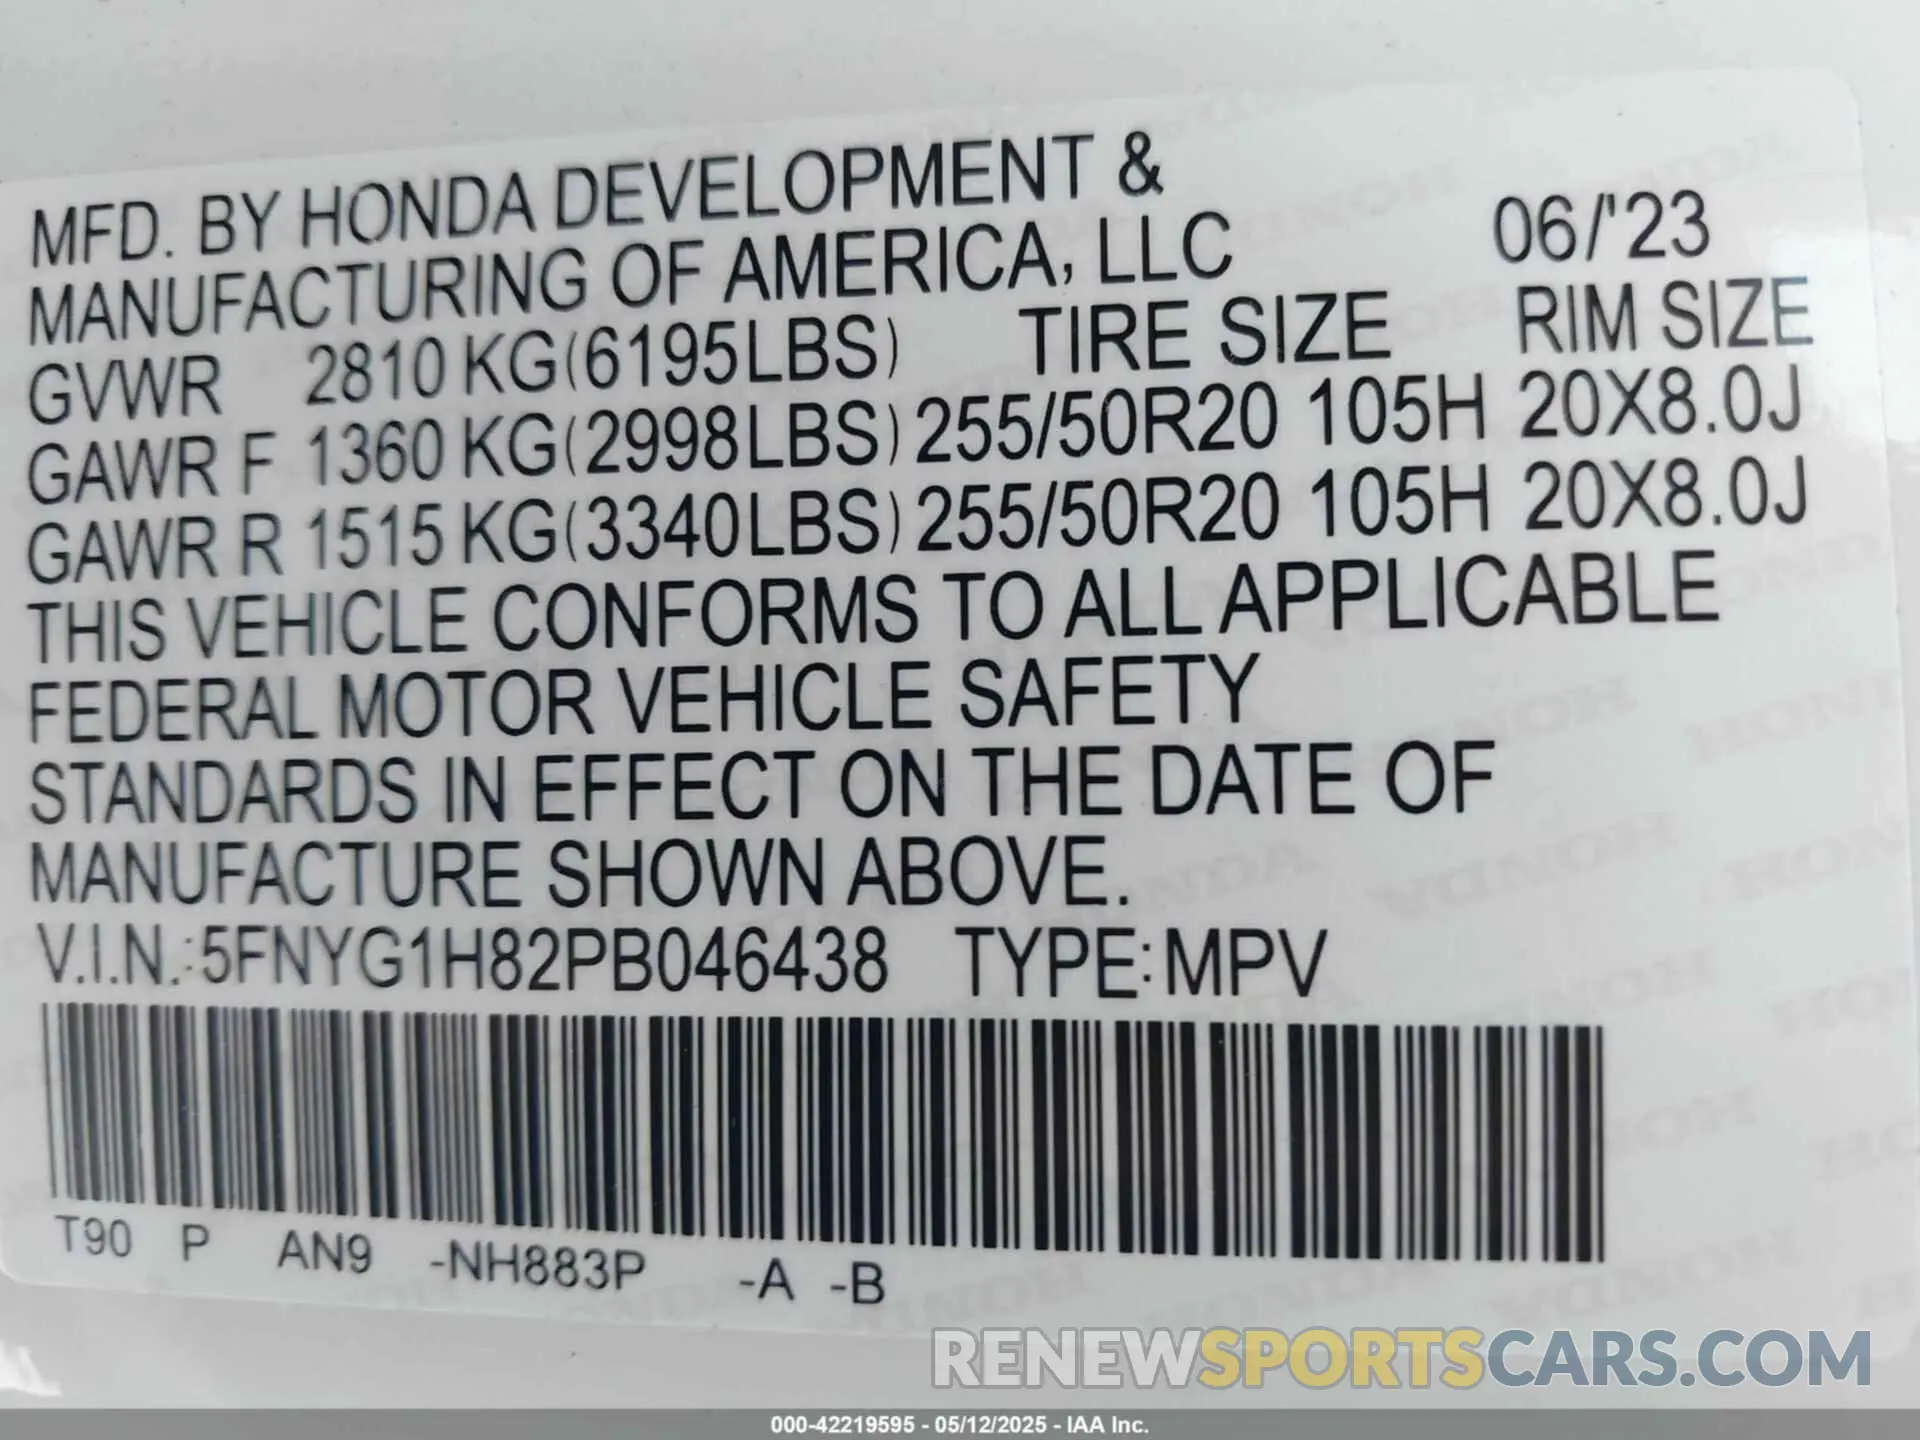 MFD. BY HONDA DEVELOPMENT &
MANUFACTURING OF AMERICA, LLC 06/'23
GVWR 2810 KG(6195LBS) TIRE SIZE RIM SIZE
GAWR F 1360 KG(2998LBS) 255/50R20 105H 20X8.0J
GAWR R 1515 KG(3340LBS) 255/50R20 105H 20X8.0J
THIS VEHICLE CONFORMS TO ALL APPLICABLE
FEDERAL MOTOR VEHICLE SAFETY
STANDARDS IN EFFECT ON THE DATE OF
MANUFACTURE SHOWN ABOVE.
V.I.N.:5FNYG1H82PB046438 TYPE:MPV
T90 P AN9 -NH883P -A -B
RENEWSPORTSCARS.COM
000-42219595 - 05/12/2025 - IAA Inc.